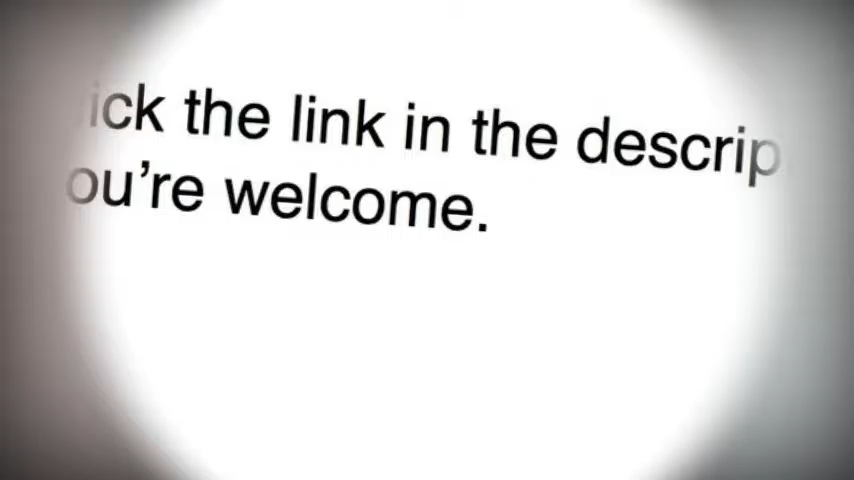 ick the link in the descrip
ou’re welcome.